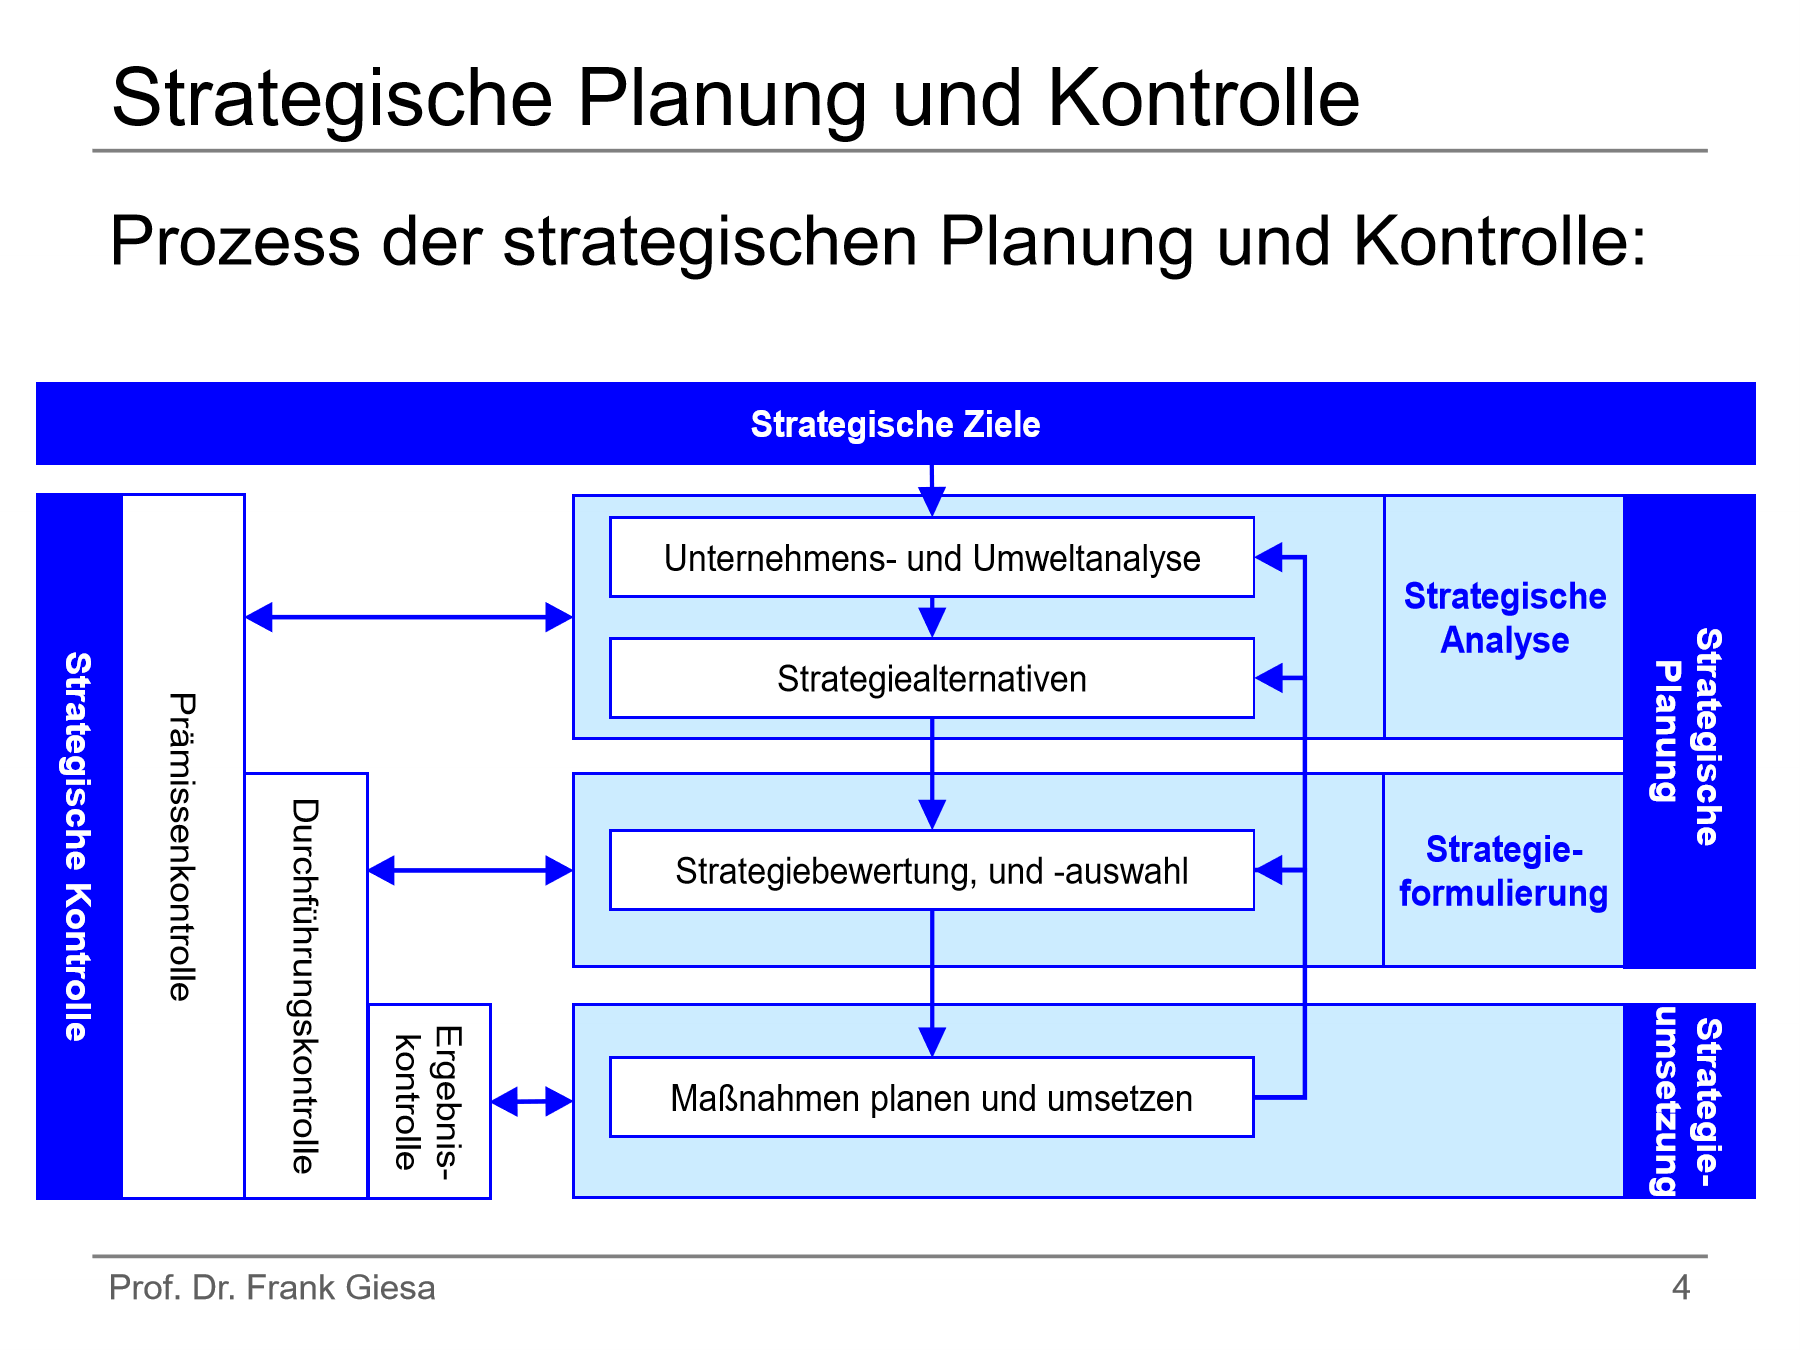 Strategische Planung und Kontrolle
Prozess der strategischen Planung und Kontrolle:
Strategische Ziele
Strategische Kontrolle
Prämissenkontrolle
Durchführungskontrolle
Ergebnis-
kontrolle
Unternehmens- und Umweltanalyse
Strategiealternativen
Strategische
Analyse
Strategiebewertung, und -auswahl
Strategie-
formulierung
Strategische
Planung
Maßnahmen planen und umsetzen
Strategie-
umsetzung
Prof. Dr. Frank Giesa
4